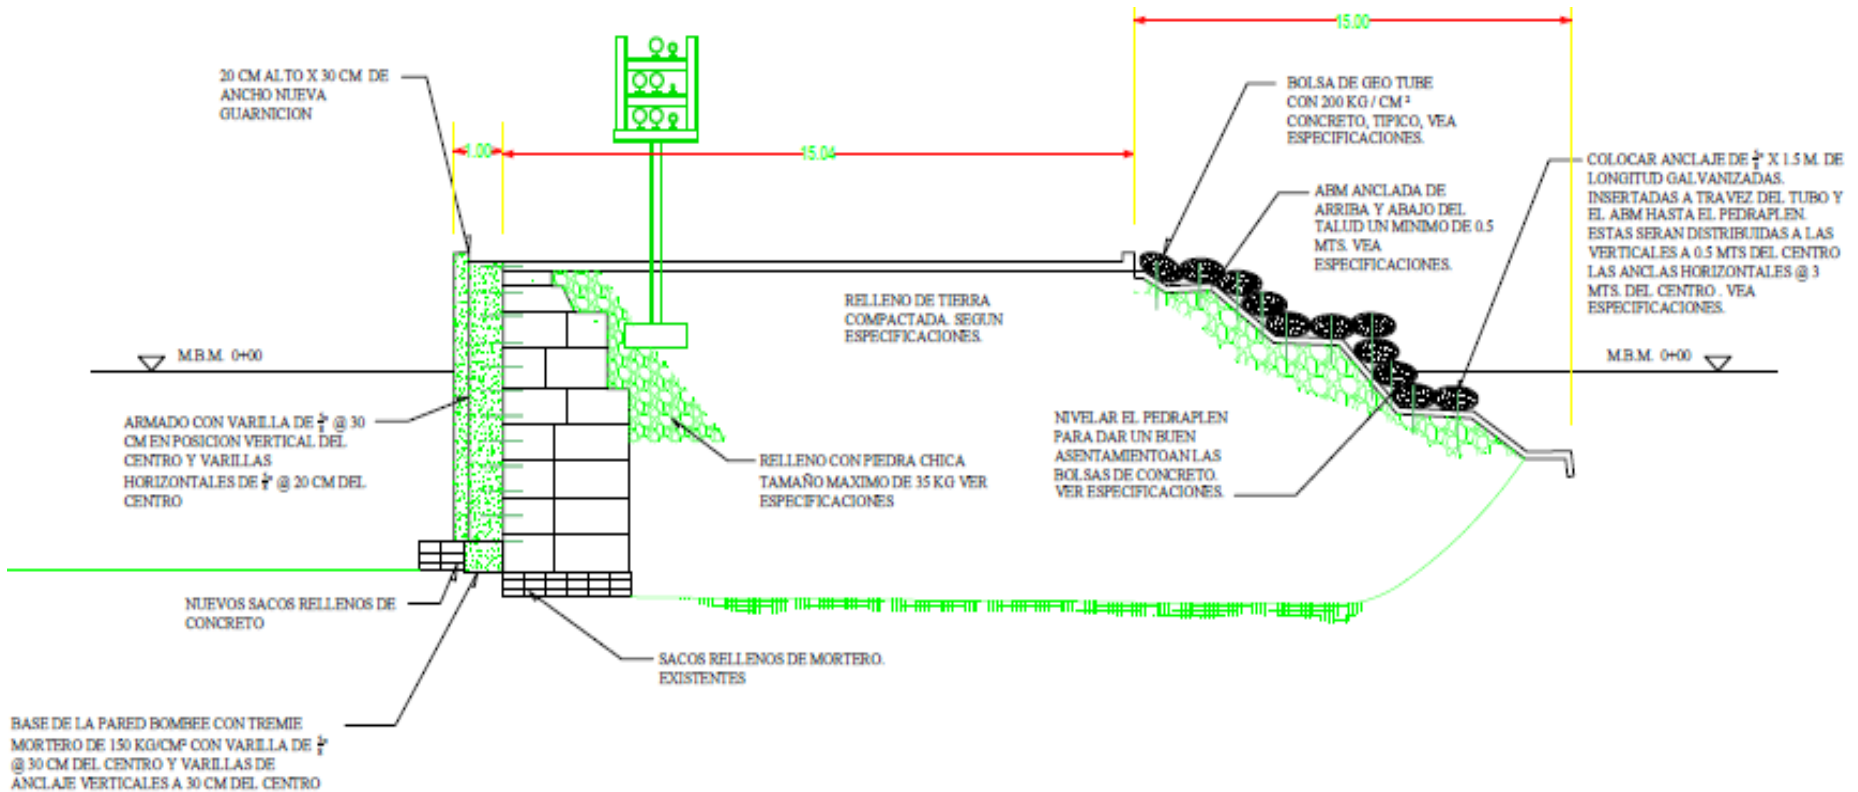 15.00
20 CM ALTO X 30 CM DE
ANCHO NUEVA
GUARNICION
BOLSA DE GEO TUBE
CON 200 KG / CM ²
CONCRETO, TIPICO, VEA
ESPECIFICACIONES.
1.00
15.04
COLOCAR ANCLAJE DE X 1.5 M. DE
LONGITUD GALVANIZADAS.
INSERTADAS A TRAVEZ DEL TUBO Y
EL ABM HASTA EL PEDRAPLEN.
ESTAS SERAN DISTRIBUIDAS A LAS
VERTICALES A 0.5 MTS DEL CENTRO
LAS ANCLAS HORIZONTALES @ 3
MTS. DEL CENTRO . VEA
ESPECIFICACIONES.
ABM ANCLADA DE
ARRIBA Y ABAJO DEL
TALUD UN MINIMO DE 0.5
MTS. VEA
ESPECIFICACIONES.
RELLENO DE TIERRA
COMPACTADA. SEGUN
ESPECIFICACIONES.
M.B.M. 0+00
M.B.M. 0+00
ARMADO CON VARILLA DE @ 30
CM EN POSICION VERTICAL DEL
CENTRO Y VARILLAS
HORIZONTALES DE @ 20 CM DEL
CENTRO
NIVELAR EL PEDRAPLEN
PARA DAR UN BUEN
ASENTAMIENTOAN LAS
BOLSAS DE CONCRETO.
VER ESPECIFICACIONES.
RELLENO CON PIEDRA CHICA
TAMAÑO MAXIMO DE 35 KG VER
ESPECIFICACIONES
NUEVOS SACOS RELLENOS DE
CONCRETO
SACOS RELLENOS DE MORTERO.
EXISTENTES
BASE DE LA PARED BOMBEE CON TREMIE
MORTERO DE 150 KG/CM² CON VARILLA DE
@ 30 CM DEL CENTRO Y VARILLAS DE
ANCLAJE VERTICALES A 30 CM DEL CENTRO